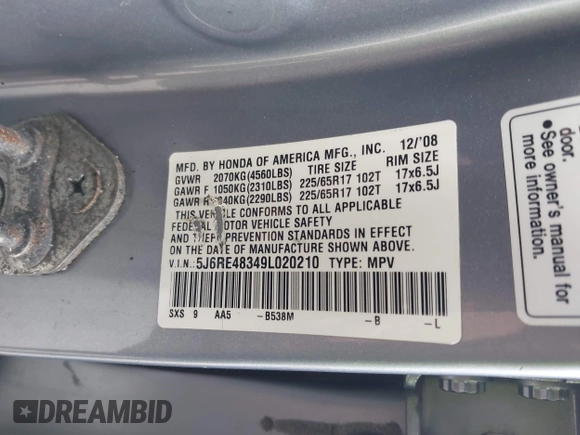 MFD. BY HONDA OF AMERICA MFG., INC. 12/'08
GVWR 2070KG(4560LBS) TIRE SIZE RIM SIZE
GAWR F 1050KG(2310LBS) 225/65R17 102T 17x6.5J
GAWR R 1040KG(2290LBS) 225/65R17 102T 17x6.5J
THIS VEHICLE CONFORMS TO ALL APPLICABLE
FEDERAL MOTOR VEHICLE SAFETY
AND THEFT PREVENTION STANDARDS IN EFFECT
ON THE DATE OF MANUFACTURE SHOWN ABOVE.
V.I.N.: 5J6RE48349L020210 TYPE: MPV
SXS 9 AA5 -B538M -B -L
door.
• See owner's
manual for more
information.
DREAMBID